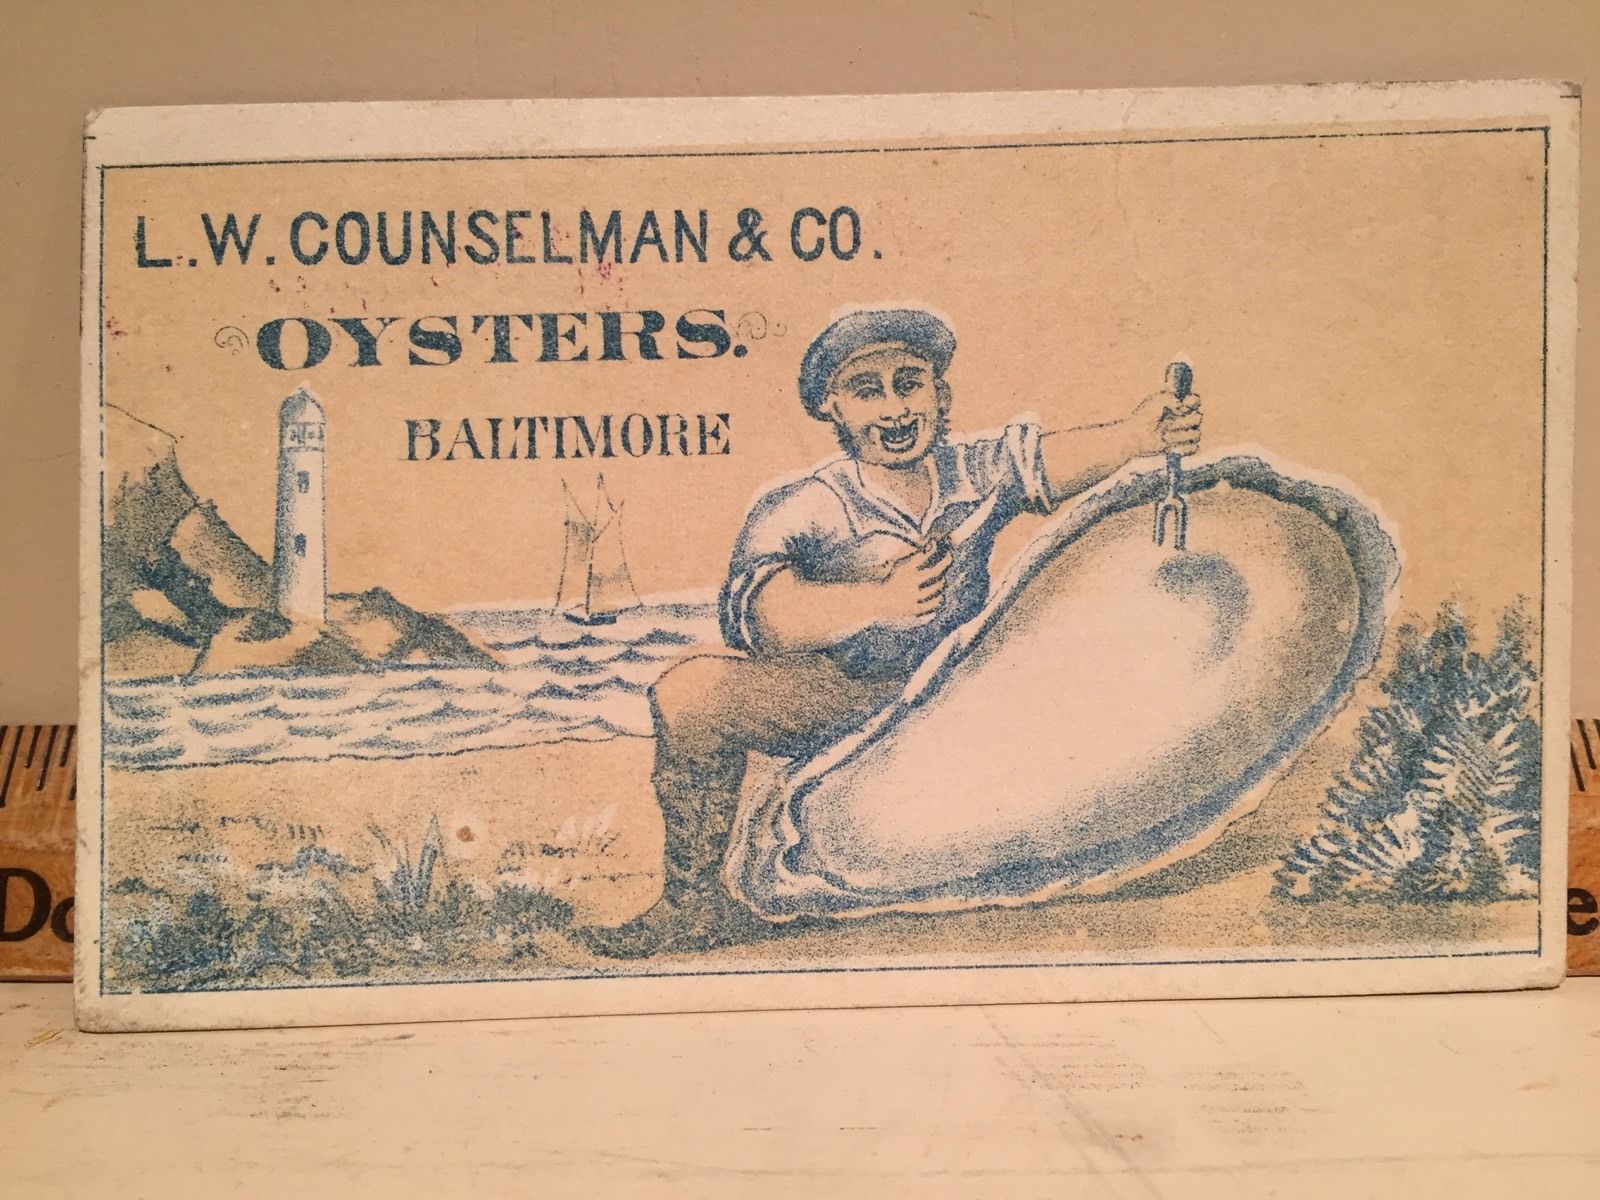 L.W. COUNSELMAN & CO.
OYSTERS.
BALTIMORE